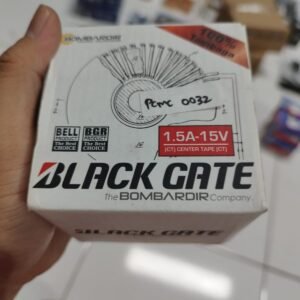 BOMBARDIR
100%
Pcmc 0032
BELL
PRODUCT
The Best
CHOICE
BGR
PRODUCT
The Best
CHOICE
1.5A-15V
(CT) CENTER TAPE (CT)
BLACK GATE
The BOMBARDIR Company
BLACK GATE